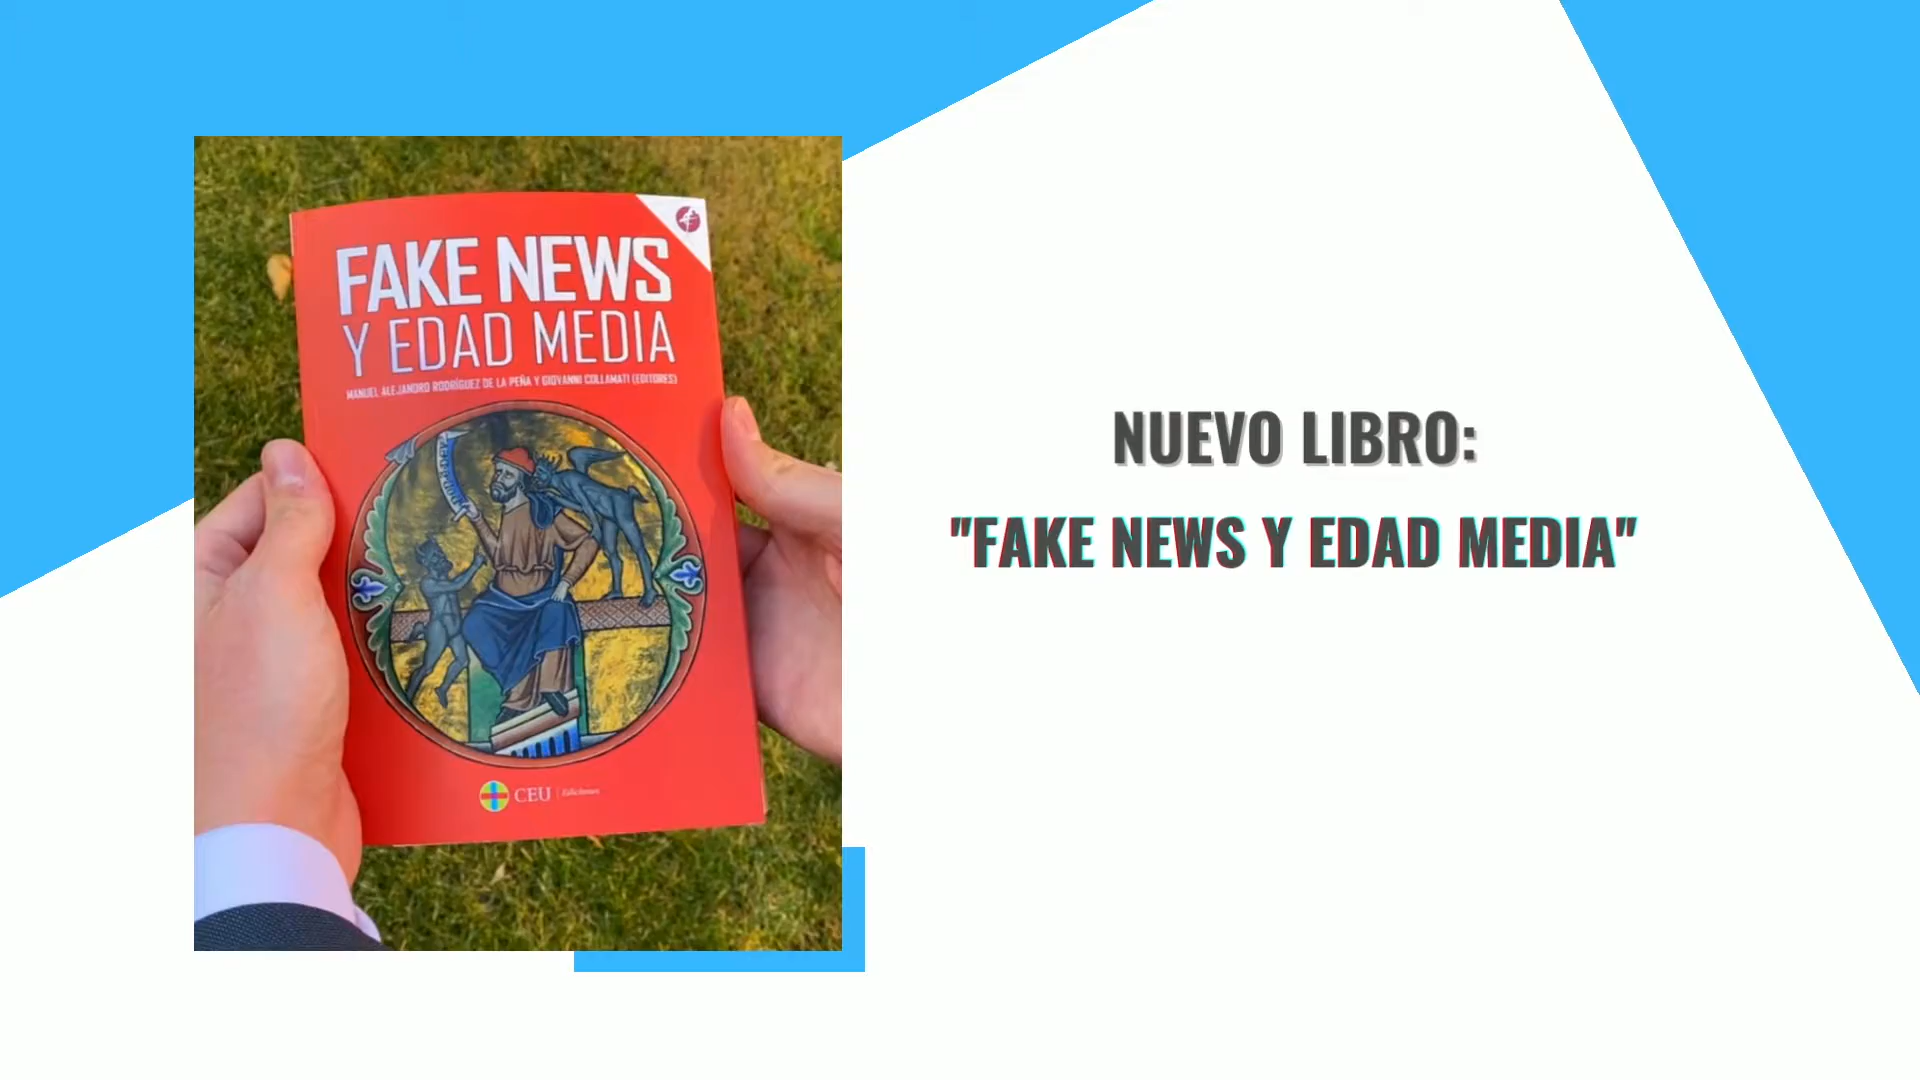 FAKE NEWS
Y EDAD MEDIA
MANUEL ALEJANDRO RODRÍGUEZ DE LA PEÑA Y GIOVANNI COLLAMATI (EDITORES)
CEU | Ediciones
NUEVO LIBRO:
"FAKE NEWS Y EDAD MEDIA"